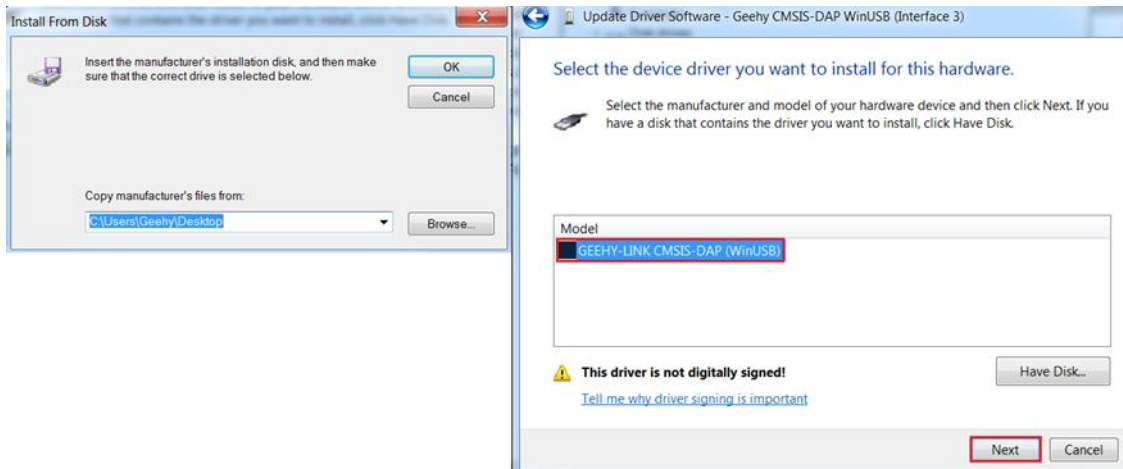 Install From Disk
Insert the manufacturer's installation disk, and then make
sure that the correct drive is selected below.
OK
Cancel
Copy manufacturer's files from:
C:\Users\Geehy\Desktop
Browse...
Update Driver Software - Geehy CMSIS-DAP WinUSB (Interface 3)
Select the device driver you want to install for this hardware.
Select the manufacturer and model of your hardware device and then click Next. If you
have a disk that contains the driver you want to install, click Have Disk.
Model
GEEHY-LINK CMSIS-DAP (WinUSB)
This driver is not digitally signed!
Have Disk...
Tell me why driver signing is important
Next
Cancel